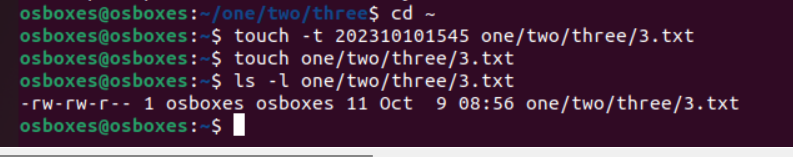 osboxes@osboxes:~/one/two/three$ cd ~
osboxes@osboxes:~$ touch -t 202310101545 one/two/three/3.txt
osboxes@osboxes:~$ touch one/two/three/3.txt
osboxes@osboxes:~$ ls -l one/two/three/3.txt
-rw-rw-r-- 1 osboxes osboxes 11 Oct  9 08:56 one/two/three/3.txt
osboxes@osboxes:~$